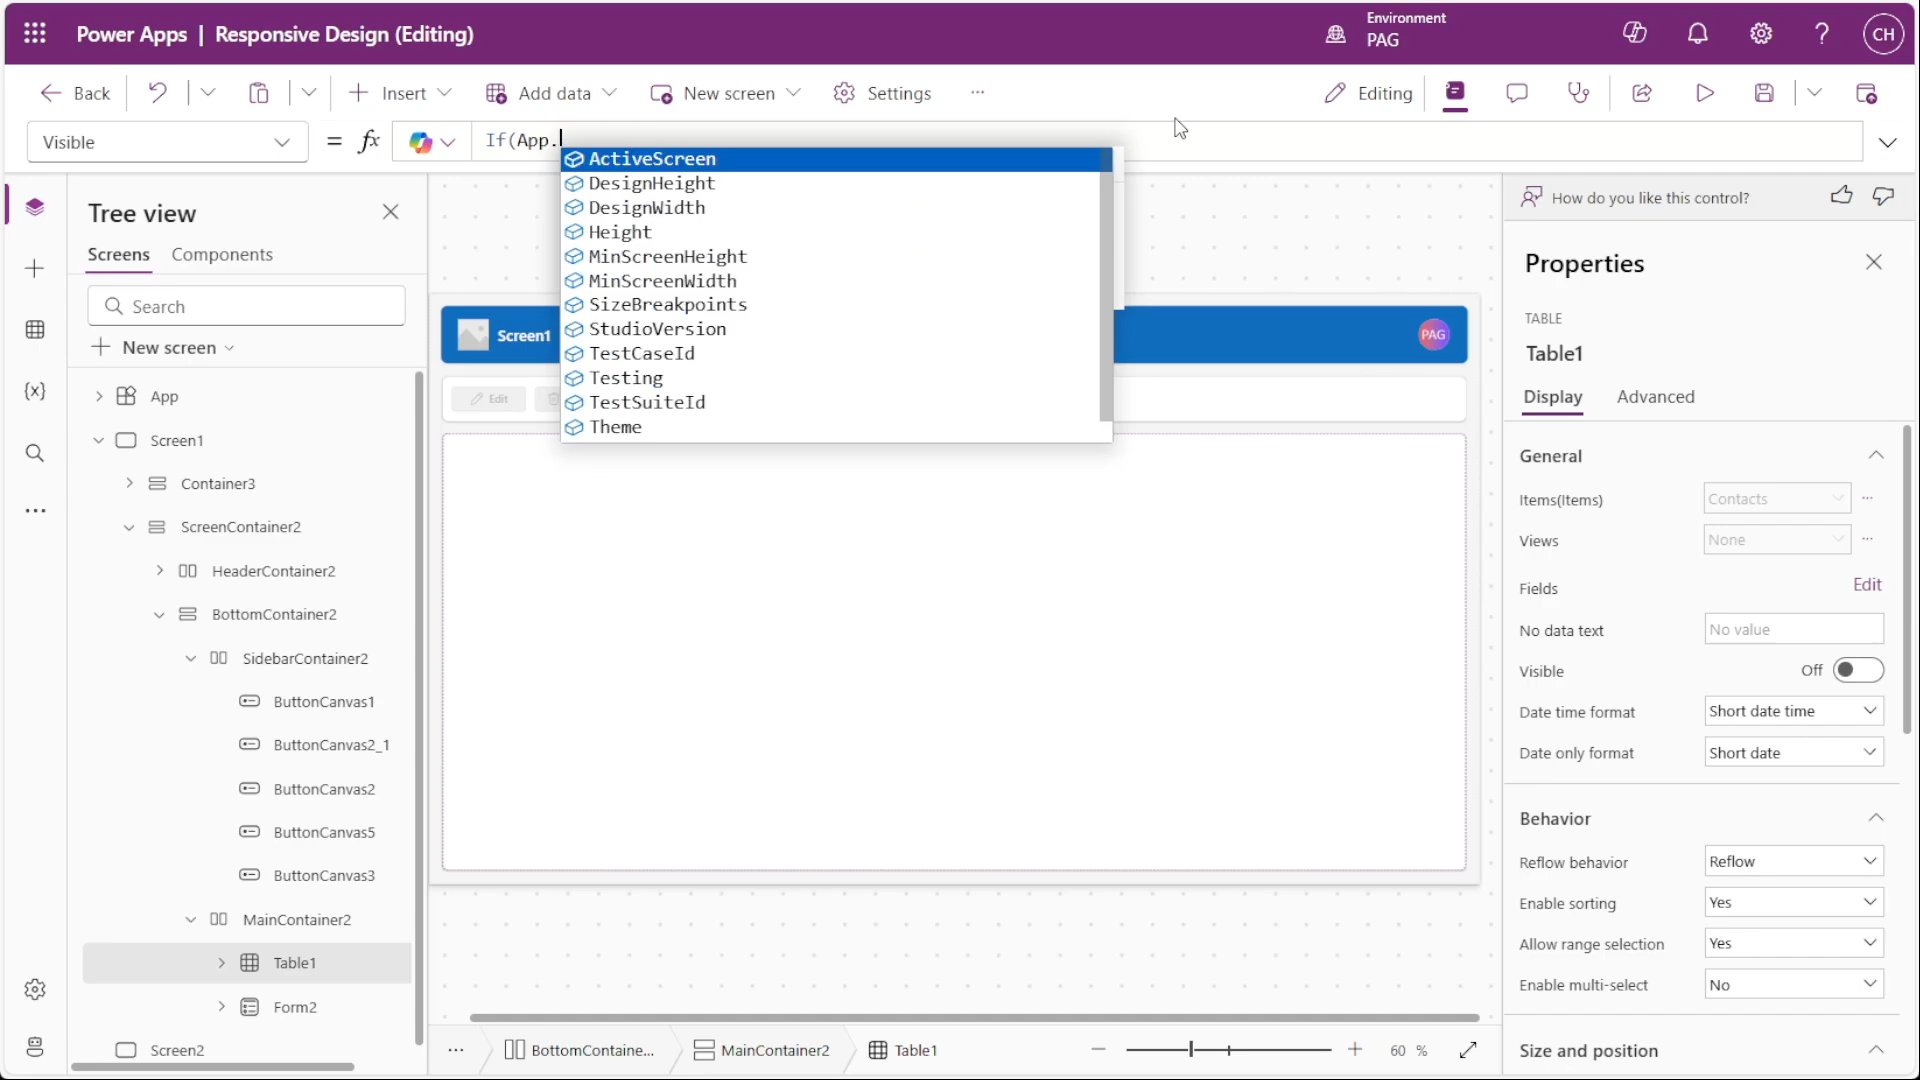 Power Apps | Responsive Design (Editing)
Environment
PAG
CH
Back
Insert
Add data
New screen
Settings
Editing
Visible
= fx
If(App.
ActiveScreen
DesignHeight
DesignWidth
Height
MinScreenHeight
MinScreenWidth
SizeBreakpoints
StudioVersion
TestCaseId
Testing
TestSuiteId
Theme
Tree view
Screens
Components
Search
New screen
App
Screen1
Container3
ScreenContainer2
HeaderContainer2
BottomContainer2
SidebarContainer2
ButtonCanvas1
ButtonCanvas2_1
ButtonCanvas2
ButtonCanvas5
ButtonCanvas3
MainContainer2
Table1
Form2
Screen2
Screen1
PAG
Edit
BottomContaine...
MainContainer2
Table1
60 %
How do you like this control?
Properties
TABLE
Table1
Display
Advanced
General
Items(Items)
Contacts
Views
None
Fields
Edit
No data text
No value
Visible
Off
Date time format
Short date time
Date only format
Short date
Behavior
Reflow behavior
Reflow
Enable sorting
Yes
Allow range selection
Yes
Enable multi-select
No
Size and position